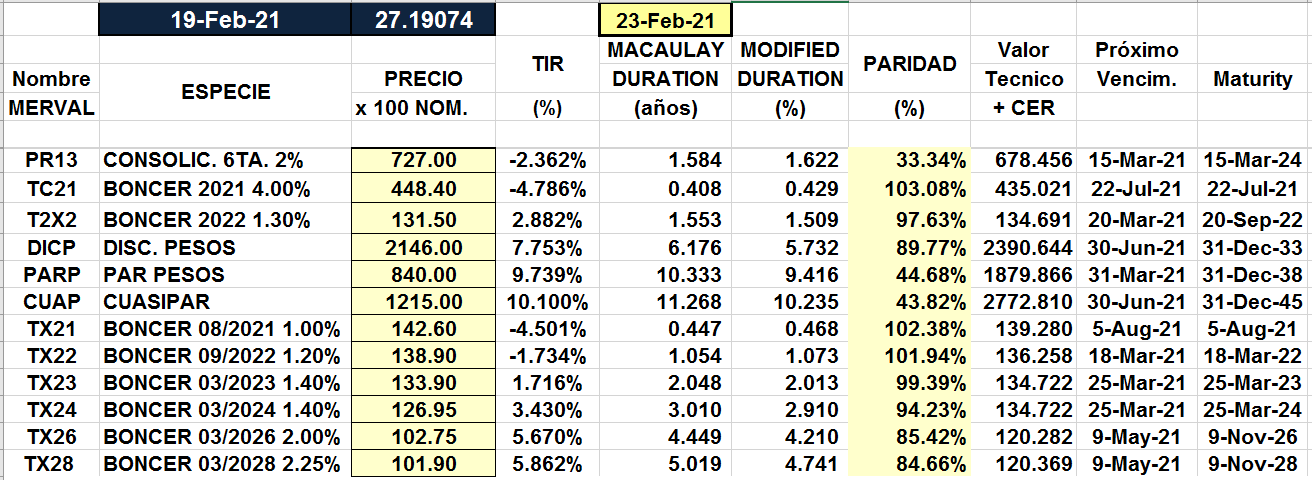 19-Feb-21 27.19074 23-Feb-21
MACAULAY MODIFIED Valor Próximo
Nombre ESPECIE PRECIO TIR DURATION DURATION PARIDAD Tecnico Vencim. Maturity
MERVAL x 100 NOM. (%) (años) (%) (%) + CER
PR13 CONSOLIC. 6TA. 2% 727.00 -2.362% 1.584 1.622 33.34% 678.456 15-Mar-21 15-Mar-24
TC21 BONCER 2021 4.00% 448.40 -4.786% 0.408 0.429 103.08% 435.021 22-Jul-21 22-Jul-21
T2X2 BONCER 2022 1.30% 131.50 2.882% 1.553 1.509 97.63% 134.691 20-Mar-21 20-Sep-22
DICP DISC. PESOS 2146.00 7.753% 6.176 5.732 89.77% 2390.644 30-Jun-21 31-Dec-33
PARP PAR PESOS 840.00 9.739% 10.333 9.416 44.68% 1879.866 31-Mar-21 31-Dec-38
CUAP CUASIPAR 1215.00 10.100% 11.268 10.235 43.82% 2772.810 30-Jun-21 31-Dec-45
TX21 BONCER 08/2021 1.00% 142.60 -4.501% 0.447 0.468 102.38% 139.280 5-Aug-21 5-Aug-21
TX22 BONCER 09/2022 1.20% 138.90 -1.734% 1.054 1.073 101.94% 136.258 18-Mar-21 18-Mar-22
TX23 BONCER 03/2023 1.40% 133.90 1.716% 2.048 2.013 99.39% 134.722 25-Mar-21 25-Mar-23
TX24 BONCER 03/2024 1.40% 126.95 3.430% 3.010 2.910 94.23% 134.722 25-Mar-21 25-Mar-24
TX26 BONCER 03/2026 2.00% 102.75 5.670% 4.449 4.210 85.42% 120.282 9-May-21 9-Nov-26
TX28 BONCER 03/2028 2.25% 101.90 5.862% 5.019 4.741 84.66% 120.369 9-May-21 9-Nov-28